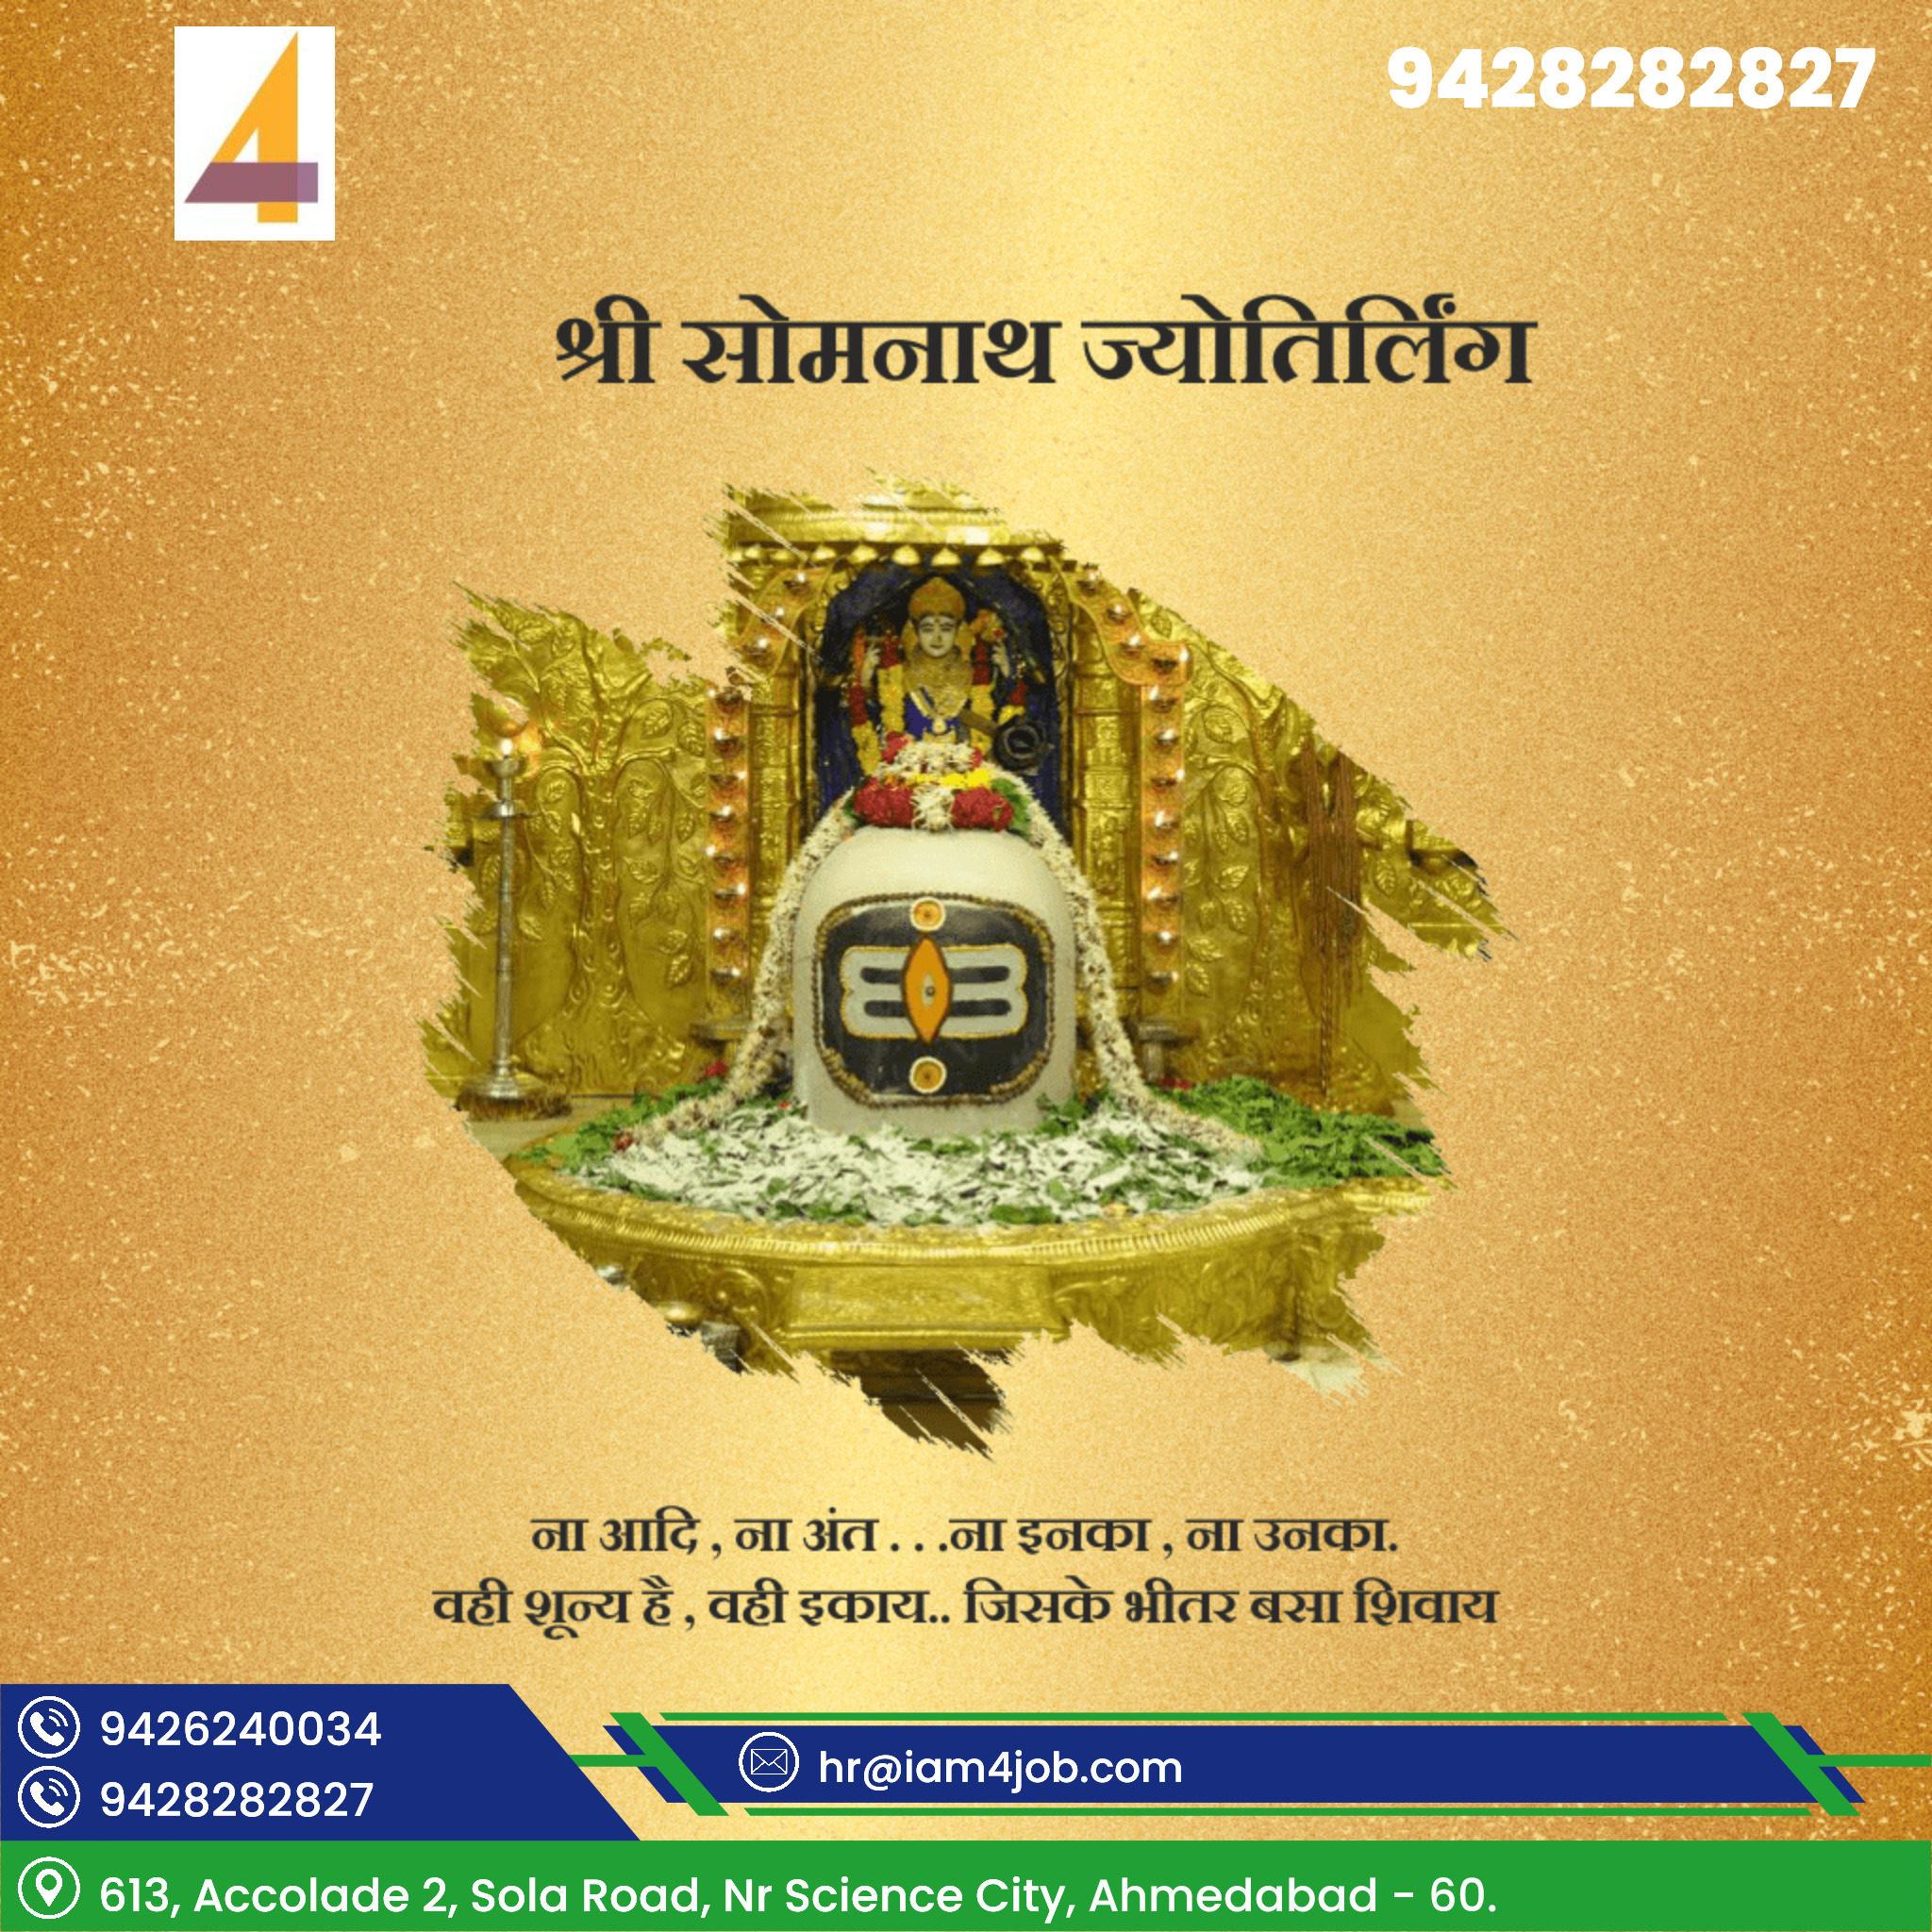 4
9428282827
श्री सोमनाथ ज्योतिर्लिंग
ना आदि , ना अंत . . .ना इनका , ना उनका.
वही शून्य है , वही इकाय.. जिसके भीतर बसा शिवाय
9426240034
9428282827
hr@iam4job.com
613, Accolade 2, Sola Road, Nr Science City, Ahmedabad - 60.